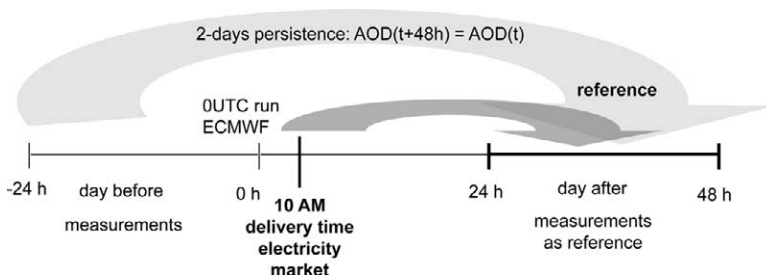 2-days persistence: AOD(t+48h) = AOD(t)
reference
0UTC run
ECMWF
-24 h
day before
measurements
0 h
10 AM
delivery time
electricity
market
24 h
day after
measurements
as reference
48 h